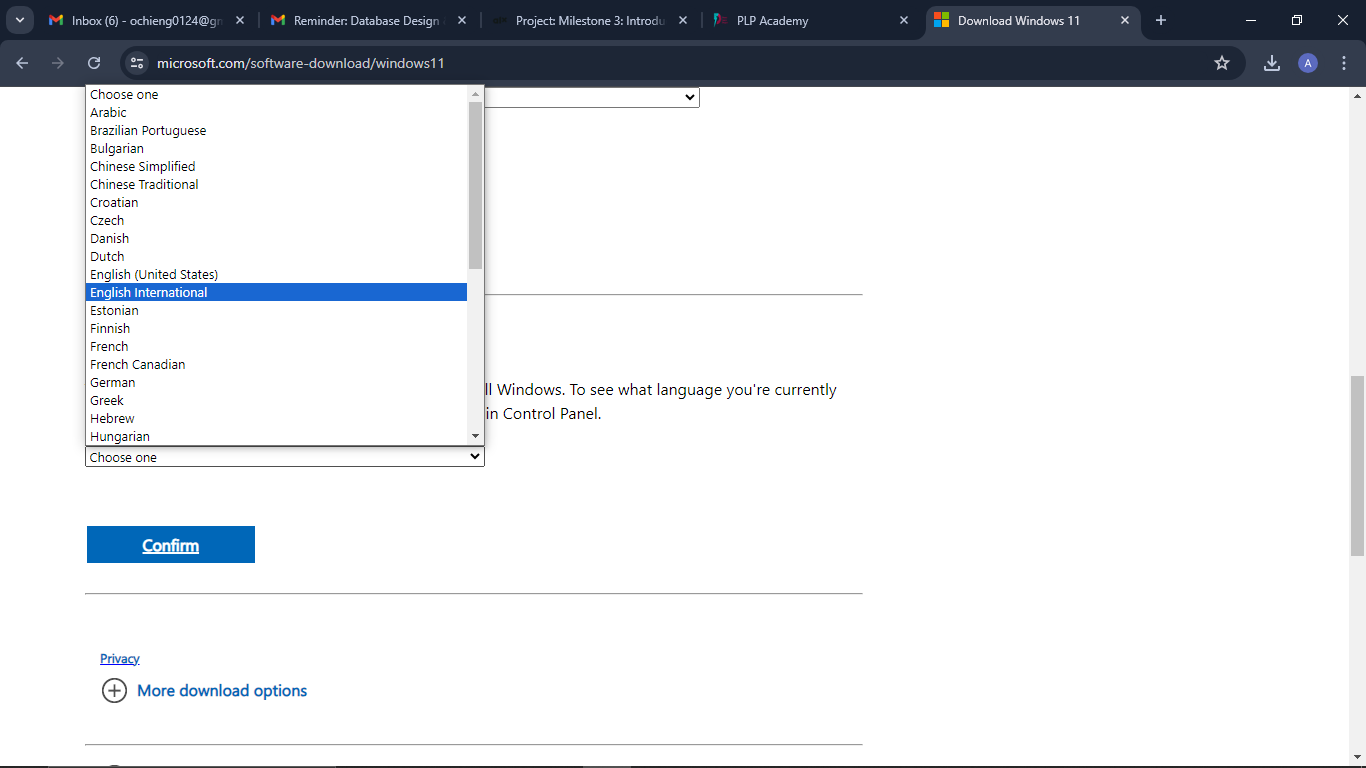 Inbox (6) - ochieng0124@gm
Reminder: Database Design
Project: Milestone 3: Introdu
PLP Academy
Download Windows 11
microsoft.com/software-download/windows11
A
Choose one
Arabic
Brazilian Portuguese
Bulgarian
Chinese Simplified
Chinese Traditional
Croatian
Czech
Danish
Dutch
English (United States)
English International
Estonian
Finnish
French
French Canadian
German
Greek
Hebrew
Hungarian
ll Windows. To see what language you're currently
in Control Panel.
Choose one
Confirm
Privacy
More download options